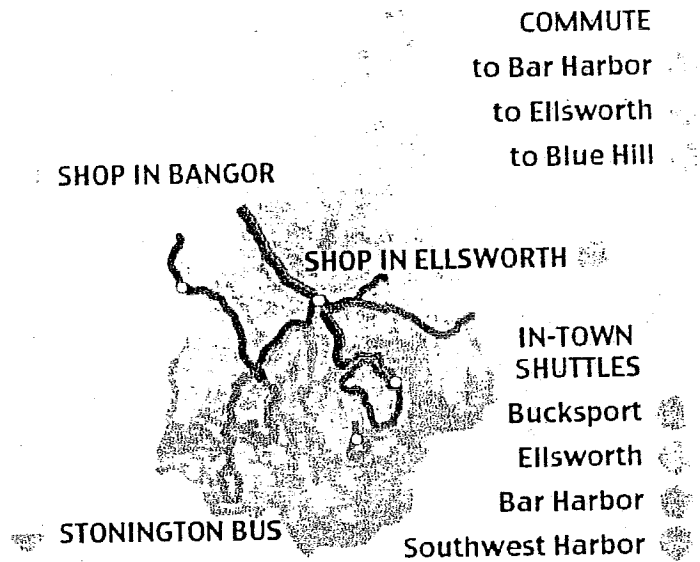 COMMUTE
to Bar Harbor
to Ellsworth
to Blue Hill
SHOP IN BANGOR
SHOP IN ELLSWORTH
IN-TOWN
SHUTTLES
Bucksport
Ellsworth
Bar Harbor
Southwest Harbor
STONINGTON BUS